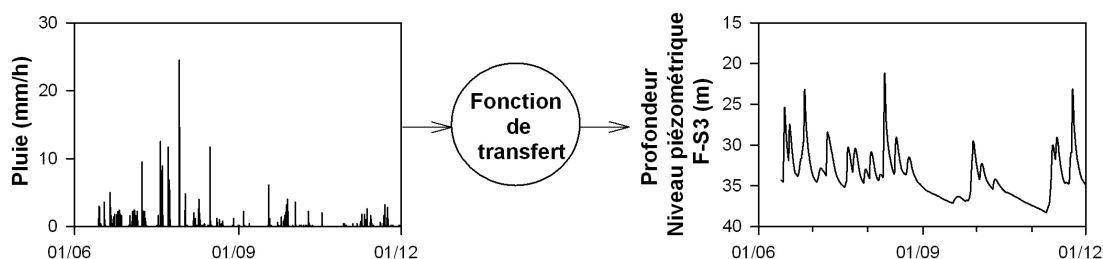 Pluie (mm/h)
30
20
10
0
01/06
01/09
01/12
Fonction
de
transfert
Profondeur
Niveau piézométrique
F-S3 (m)
15
20
25
30
35
40
01/06
01/09
01/12